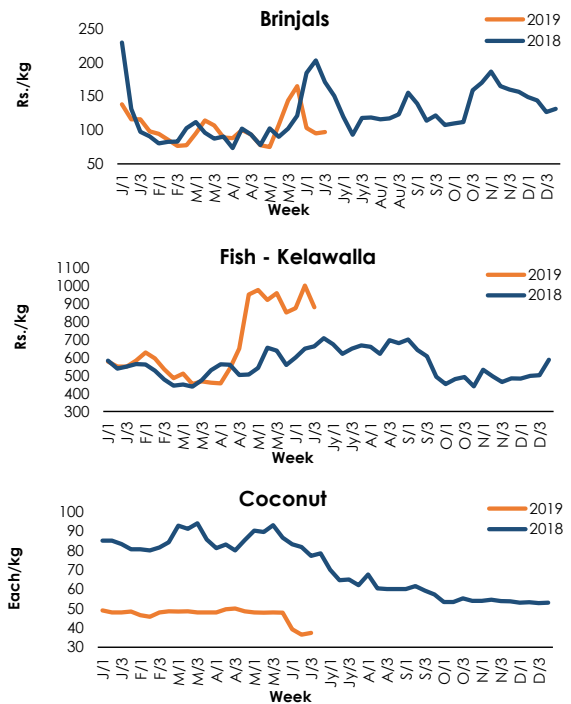 Brinjals
2019
2018
250
200
150
100
50
Rs./kg
J/1 J/3 F/1 F/3 M/1 M/3 A/1 A/3 M/1 M/3 J/1 J/3 Jy/1 Jy/3 Au/1 Au/3 S/1 S/3 O/1 O/3 N/1 N/3 D/1 D/3
Week
Fish - Kelawalla
2019
2018
1100
1000
900
800
700
600
500
400
300
Rs./kg
J/1 J/3 F/1 F/3 M/1 M/3 A/1 A/3 M/1 M/3 J/1 J/3 Jy/1 Jy/3 A/1 A/3 S/1 S/3 O/1 O/3 N/1 N/3 D/1 D/3
Week
Coconut
2019
2018
100
90
80
70
60
50
40
30
Each/kg
J/1 J/3 F/1 F/3 M/1 M/3 A/1 A/3 M/1 M/3 J/1 J/3 Jy/1 Jy/3 A/1 A/3 S/1 S/3 O/1 O/3 N/1 N/3 D/1 D/3
Week